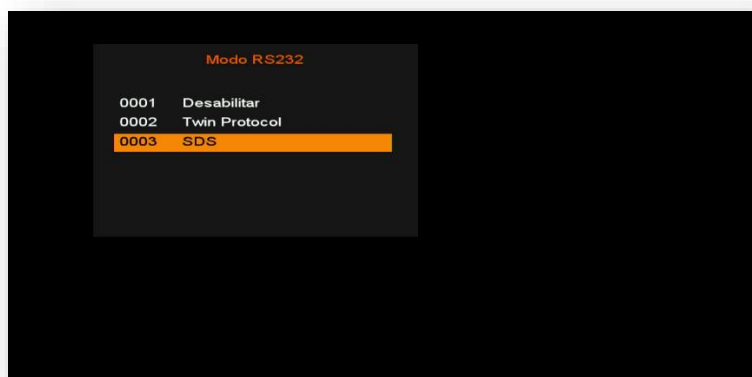 Modo RS232
0001 Desabilitar
0002 Twin Protocol
0003 SDS